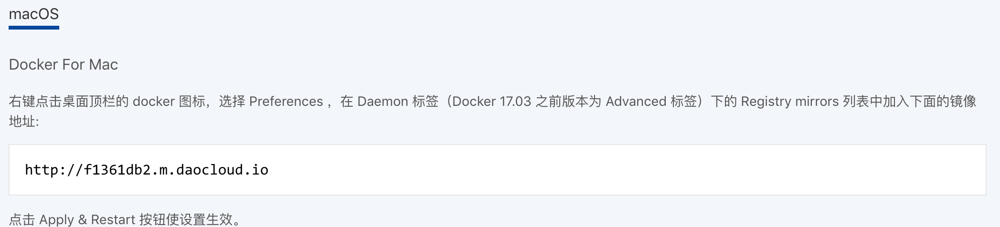 macOS
Docker For Mac
右键点击桌面顶栏的 docker 图标，选择 Preferences ，在 Daemon 标签（Docker 17.03 之前版本为 Advanced 标签）下的 Registry mirrors 列表中加入下面的镜像
地址:
http://f1361db2.m.daocloud.io
点击 Apply & Restart 按钮使设置生效。